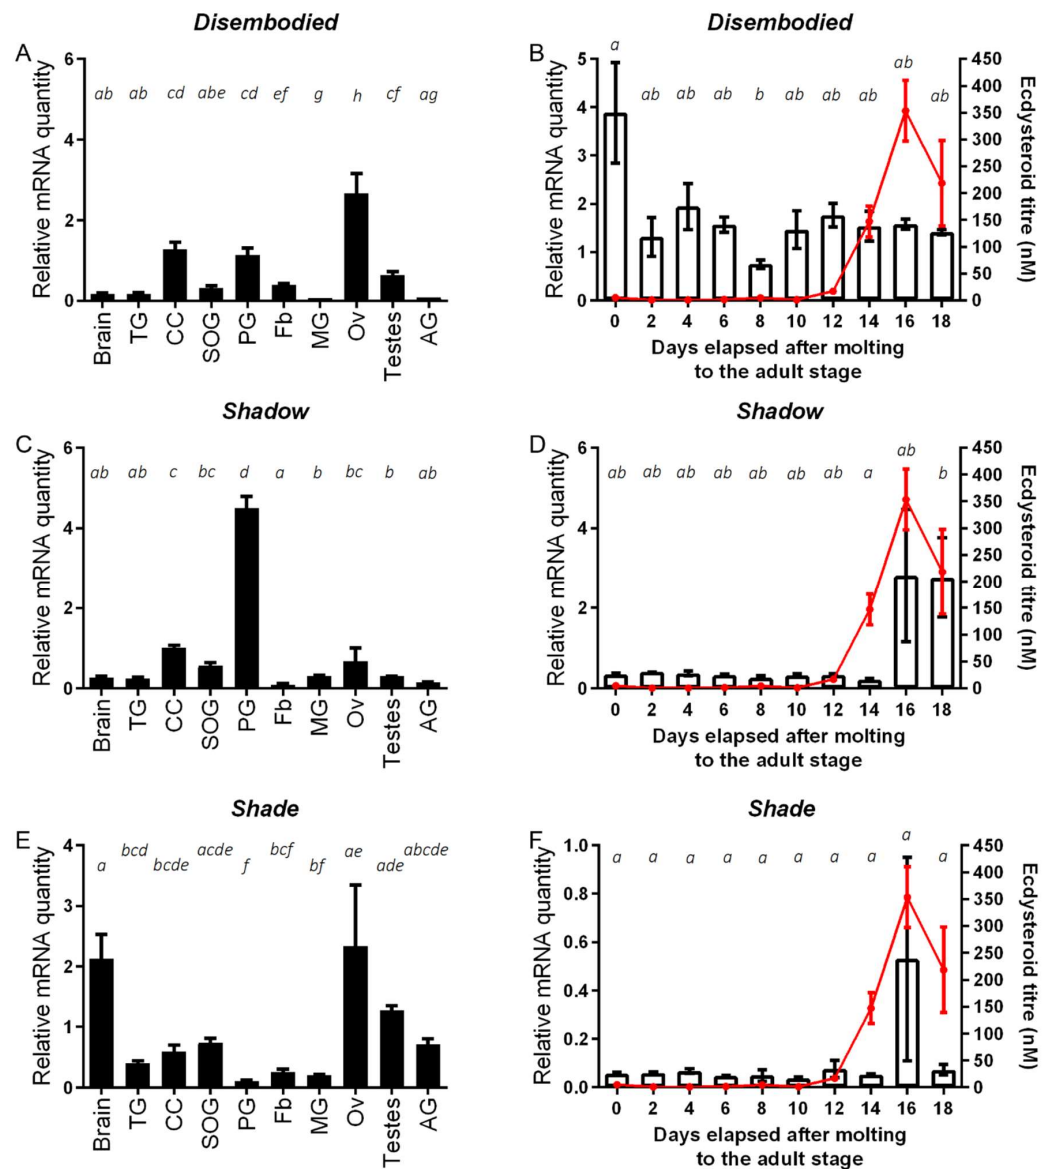 Disembodied
A
Relative mRNA quantity
6
4
2
0
ab ab cd abe cd ef g h cf ag
Brain TG CC SOG PG Fb MG Ov Testes AG
Disembodied
B
Relative mRNA quantity
6
5
4
3
2
1
0
a ab ab ab b ab ab ab ab ab
450
400
350
300
250
200
150
100
50
0
Ecdysteroid titre (nM)
0 2 4 6 8 10 12 14 16 18
Days elapsed after molting
to the adult stage
Shadow
C
Relative mRNA quantity
6
4
2
0
ab ab c bc d a b bc b ab
Brain TG CC SOG PG Fb MG Ov Testes AG
Shadow
D
Relative mRNA quantity
6
4
2
0
ab ab ab ab ab ab ab a ab b
450
400
350
300
250
200
150
100
50
0
Ecdysteroid titre (nM)
0 2 4 6 8 10 12 14 16 18
Days elapsed after molting
to the adult stage
Shade
E
Relative mRNA quantity
4
3
2
1
0
a bcd bcde acde f bcf bf ae ade abcde
Brain TG CC SOG PG Fb MG Ov Testes AG
Shade
F
Relative mRNA quantity
1.0
0.8
0.6
0.4
0.2
0.0
a a a a a a a a a a
450
400
350
300
250
200
150
100
50
0
Ecdysteroid titre (nM)
0 2 4 6 8 10 12 14 16 18
Days elapsed after molting
to the adult stage